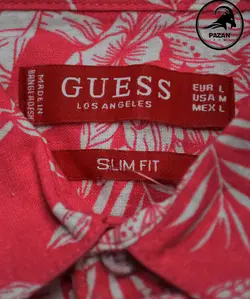 PAZAN
MADE IN
BANGLADESH
GUESS
LOS ANGELES
EUR L
USA M
MEX L
SLIM FIT